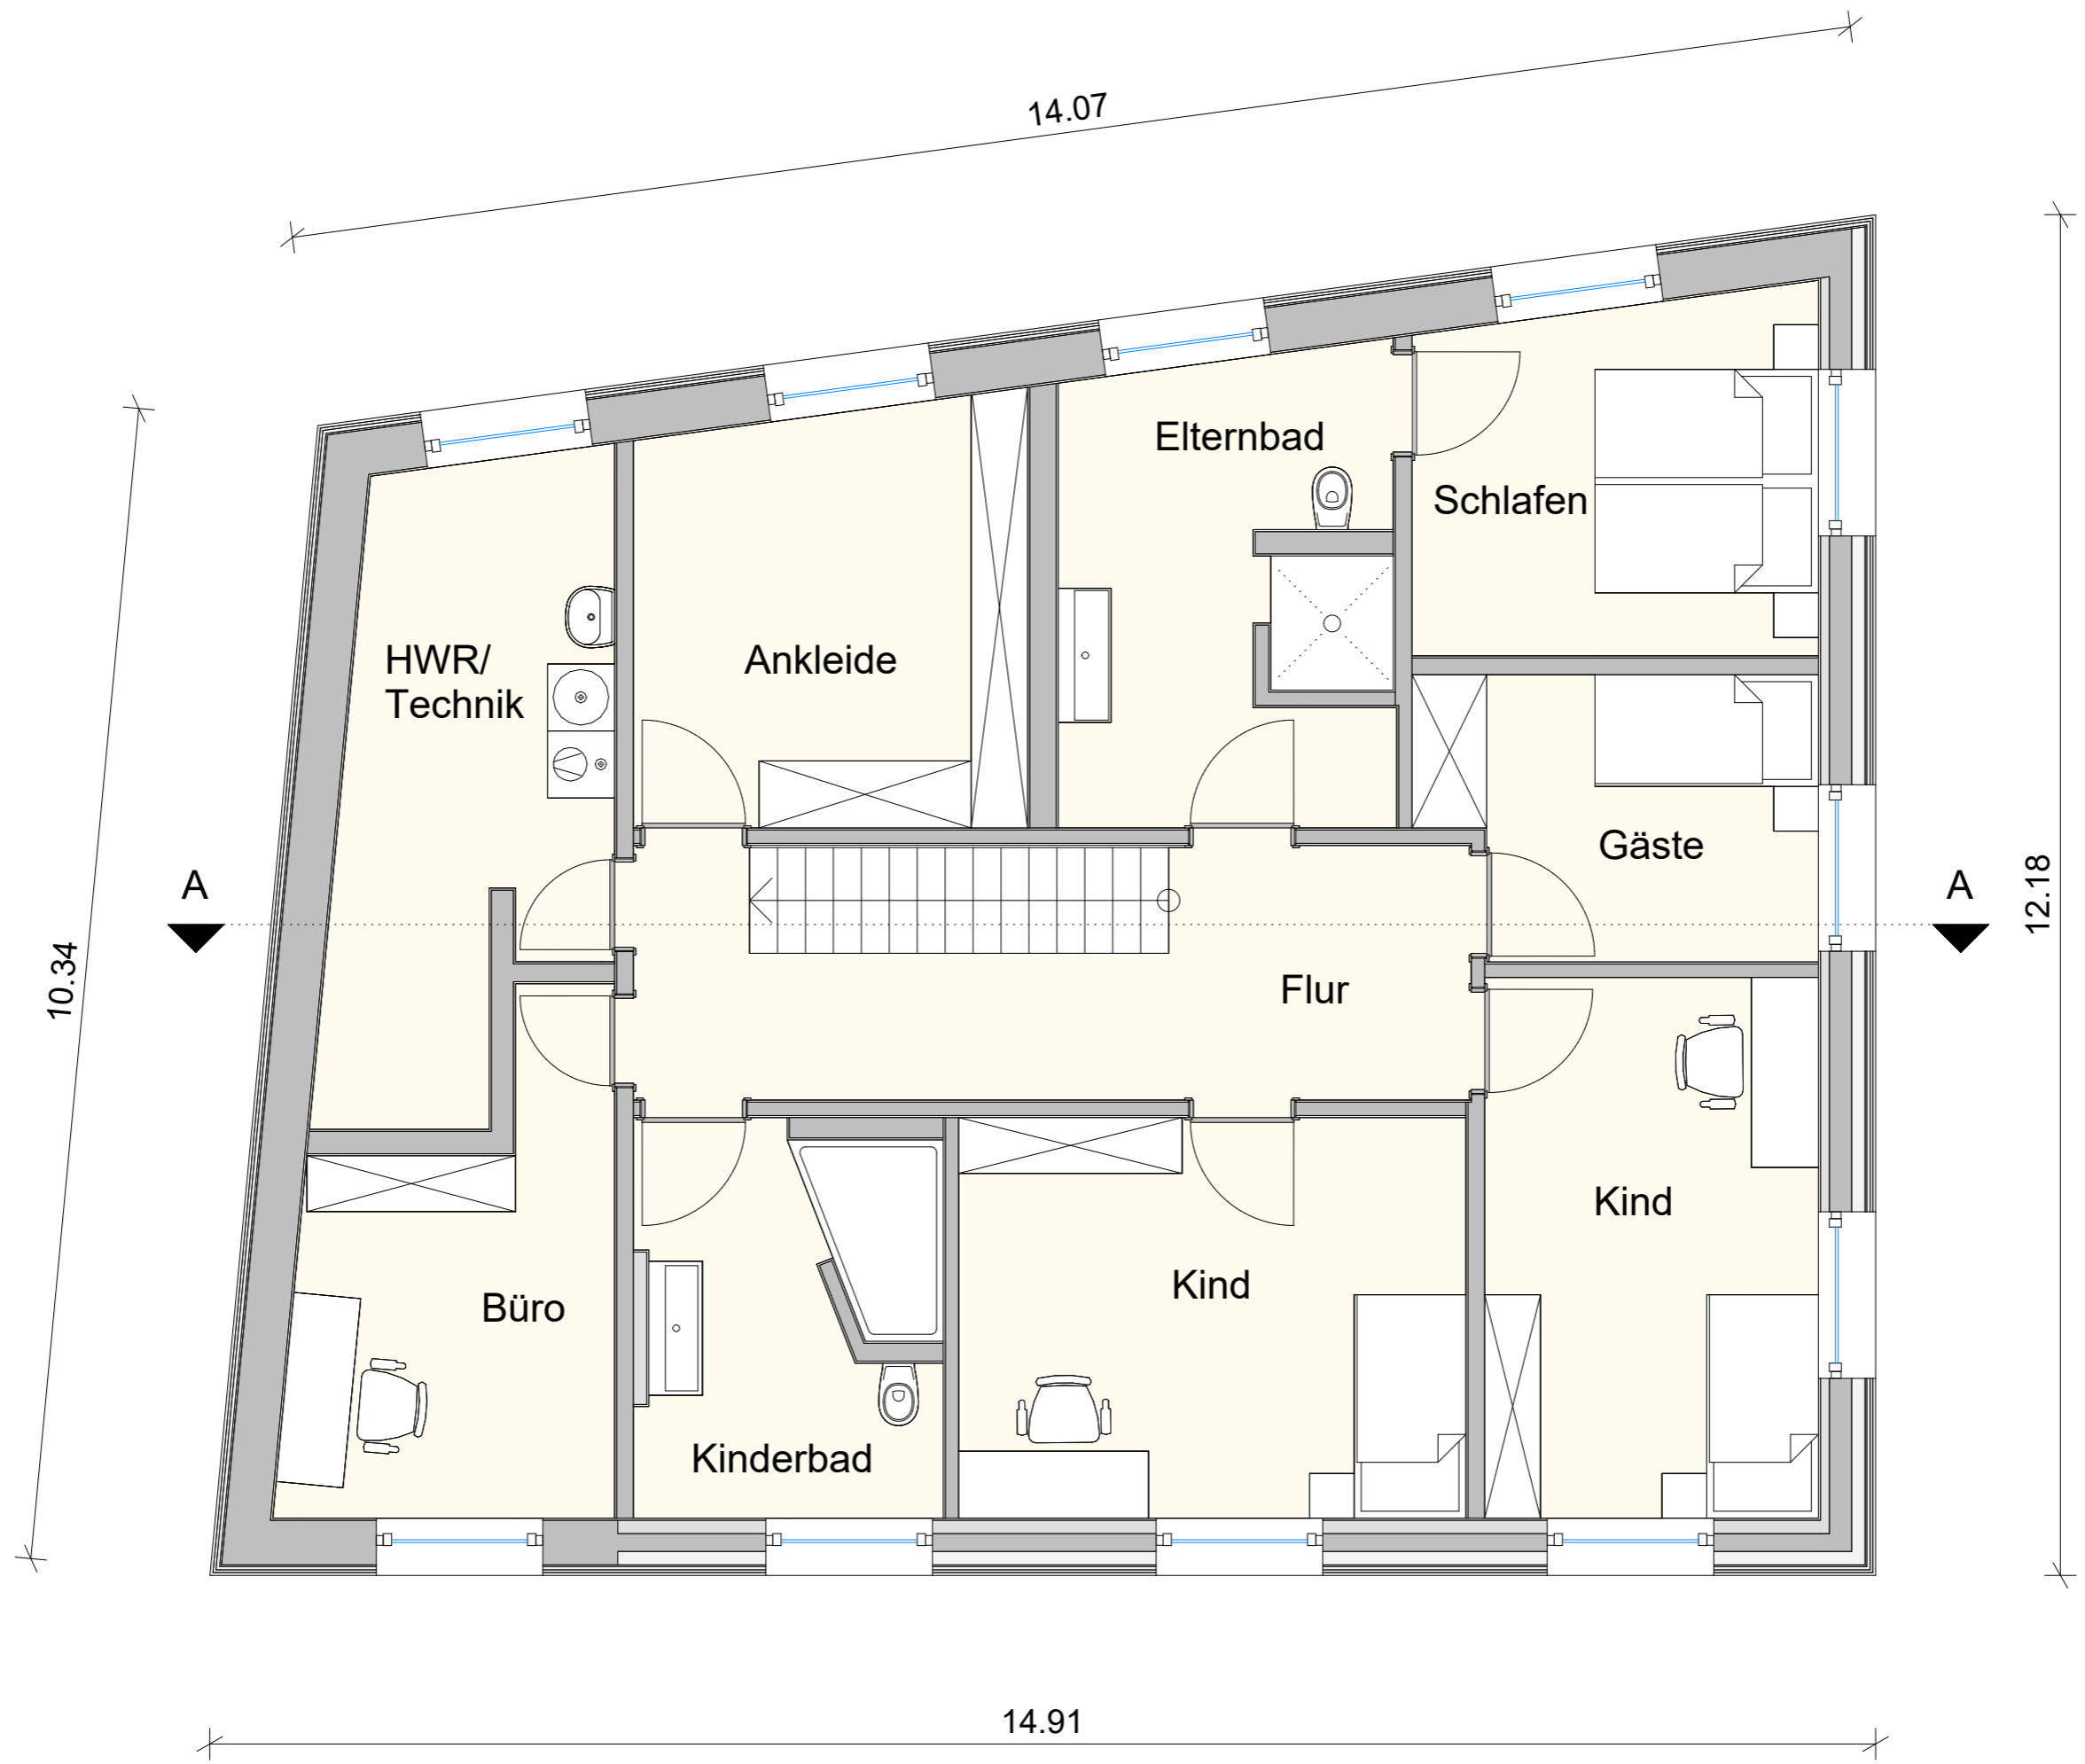 14.07
Elternbad
Schlafen
HWR/
Technik
Ankleide
Gäste
A
A
12.18
10.34
Flur
Kind
Kind
Büro
Kinderbad
14.91